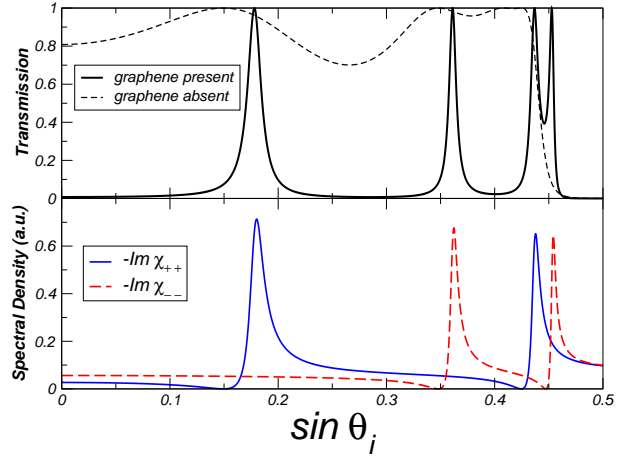 1
0.8
0.6
0.4
0.2
0
Transmission
graphene present
graphene absent
0.6
0.4
0.2
0
Spectral Density (a.u.)
-Im χ++
-Im χ--
0 0.1 0.2 0.3 0.4 0.5
sin θi